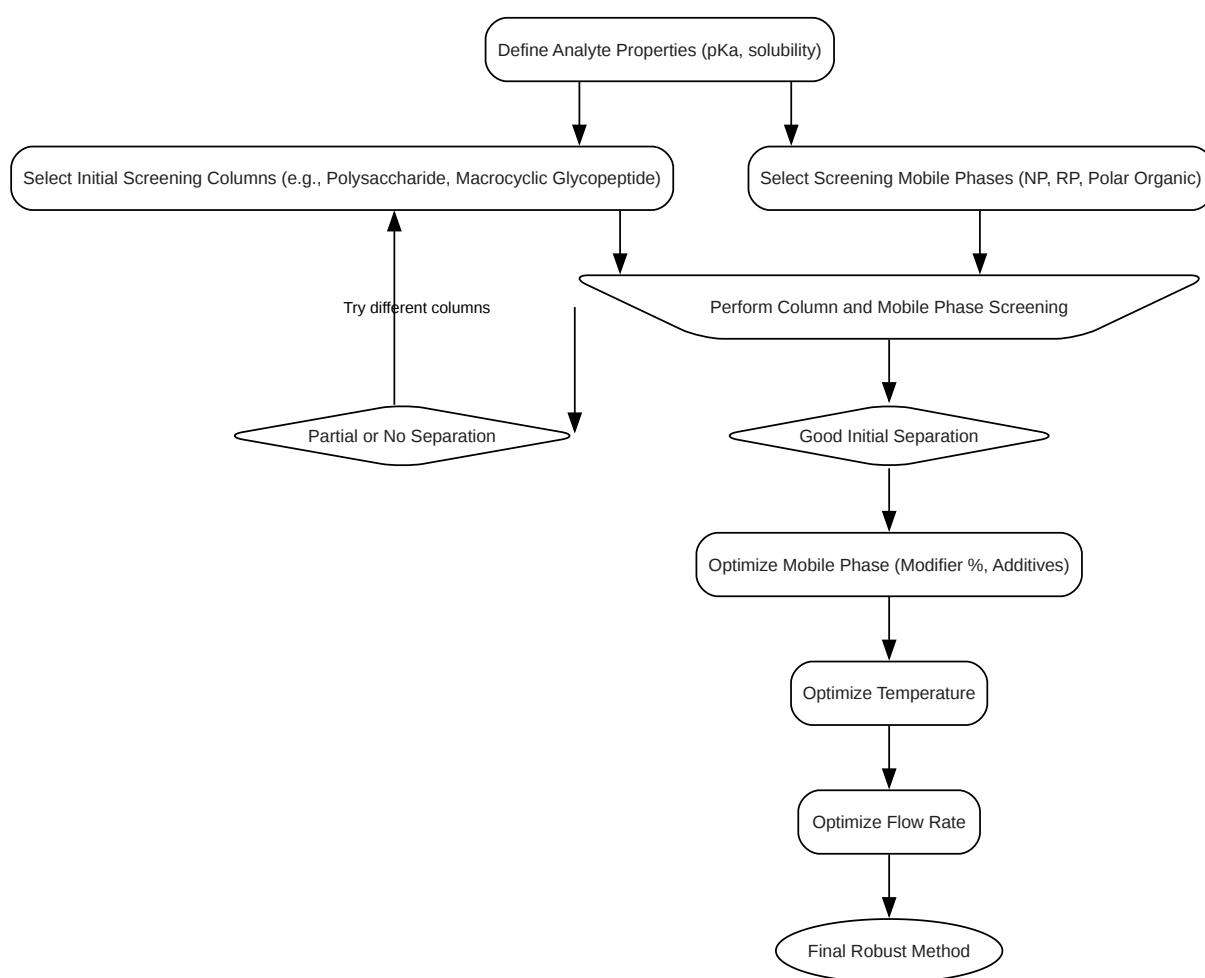 Define Analyte Properties (pKa, solubility)
Select Initial Screening Columns (e.g., Polysaccharide, Macrocyclic Glycopeptide)
Select Screening Mobile Phases (NP, RP, Polar Organic)
Try different columns
Perform Column and Mobile Phase Screening
Partial or No Separation
Good Initial Separation
Optimize Mobile Phase (Modifier %, Additives)
Optimize Temperature
Optimize Flow Rate
Final Robust Method